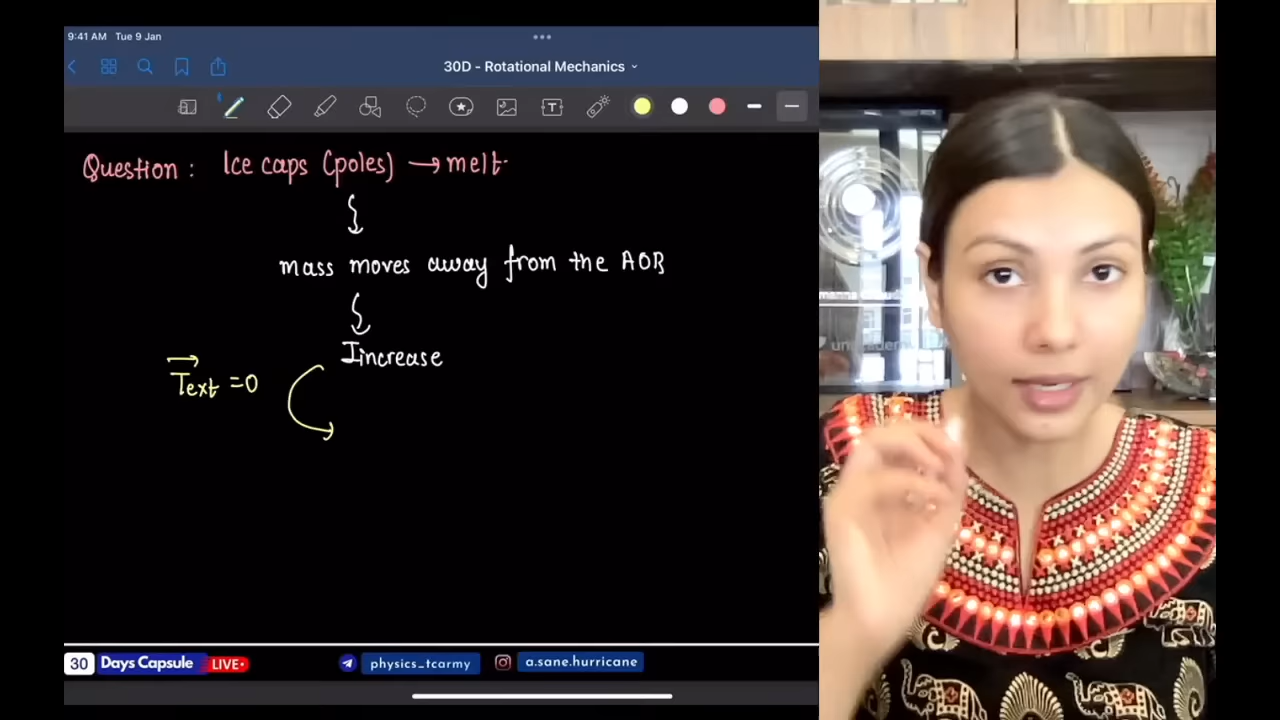 9:41 AM Tue 9 Jan
30D - Rotational Mechanics
Question : Ice caps (poles) → melt
mass moves away from the AOR
Increase
Text = 0
30 Days Capsule LIVE
physics_tcarmy
a.sane.hurricane